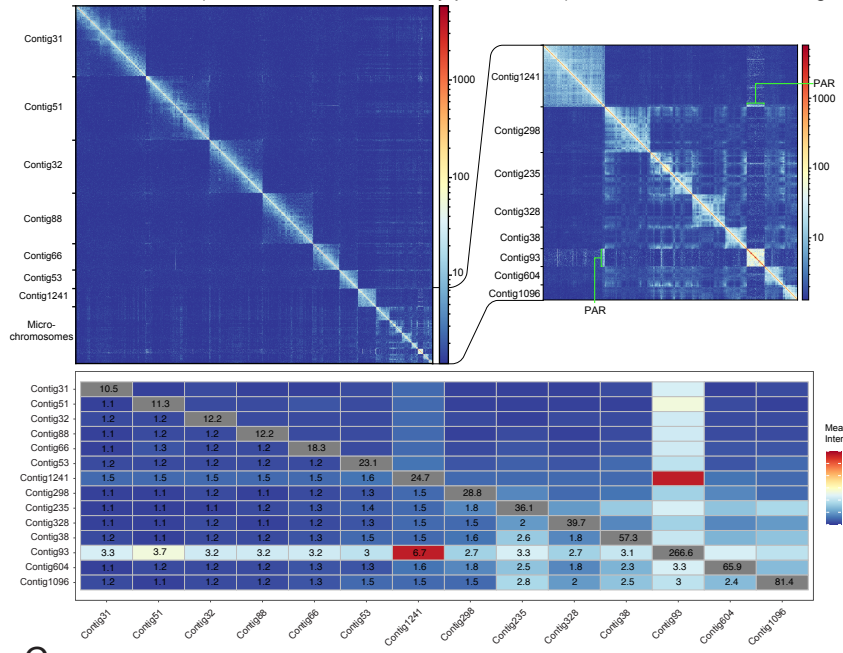 Contig31
Contig51
Contig32
Contig88
Contig66
Contig53
Contig1241
Micro-
chromosomes
1000
100
10
Contig1241
Contig298
Contig235
Contig328
Contig38
Contig93
Contig604
Contig1096
PAR
PAR
1000
100
10
Contig31 10.5
Contig51 1.1 11.3
Contig32 1.2 1.2 12.2
Contig88 1.1 1.2 1.2 12.2
Contig66 1.1 1.3 1.2 1.2 18.3
Contig53 1.2 1.2 1.2 1.2 1.2 23.1
Contig1241 1.5 1.5 1.5 1.5 1.5 1.6 24.7
Contig298 1.1 1.1 1.2 1.1 1.2 1.3 1.5 28.8
Contig235 1.1 1.1 1.1 1.2 1.3 1.4 1.5 1.8 36.1
Contig328 1.1 1.1 1.2 1.1 1.2 1.3 1.5 1.5 2 39.7
Contig38 1.2 1.2 1.2 1.2 1.3 1.5 1.5 1.6 2.6 1.8 57.3
Contig93 3.3 3.7 3.2 3.2 3.2 3 6.7 2.7 3.3 2.7 3.1 266.6
Contig604 1.1 1.2 1.2 1.2 1.3 1.3 1.6 1.8 2.5 1.8 2.3 3.3 65.9
Contig1096 1.2 1.1 1.2 1.2 1.3 1.5 1.5 1.5 2.8 2 2.5 3 2.4 81.4
Contig31 Contig51 Contig32 Contig88 Contig66 Contig53 Contig1241 Contig298 Contig235 Contig328 Contig38 Contig93 Contig604 Contig1096
Mea
Inter